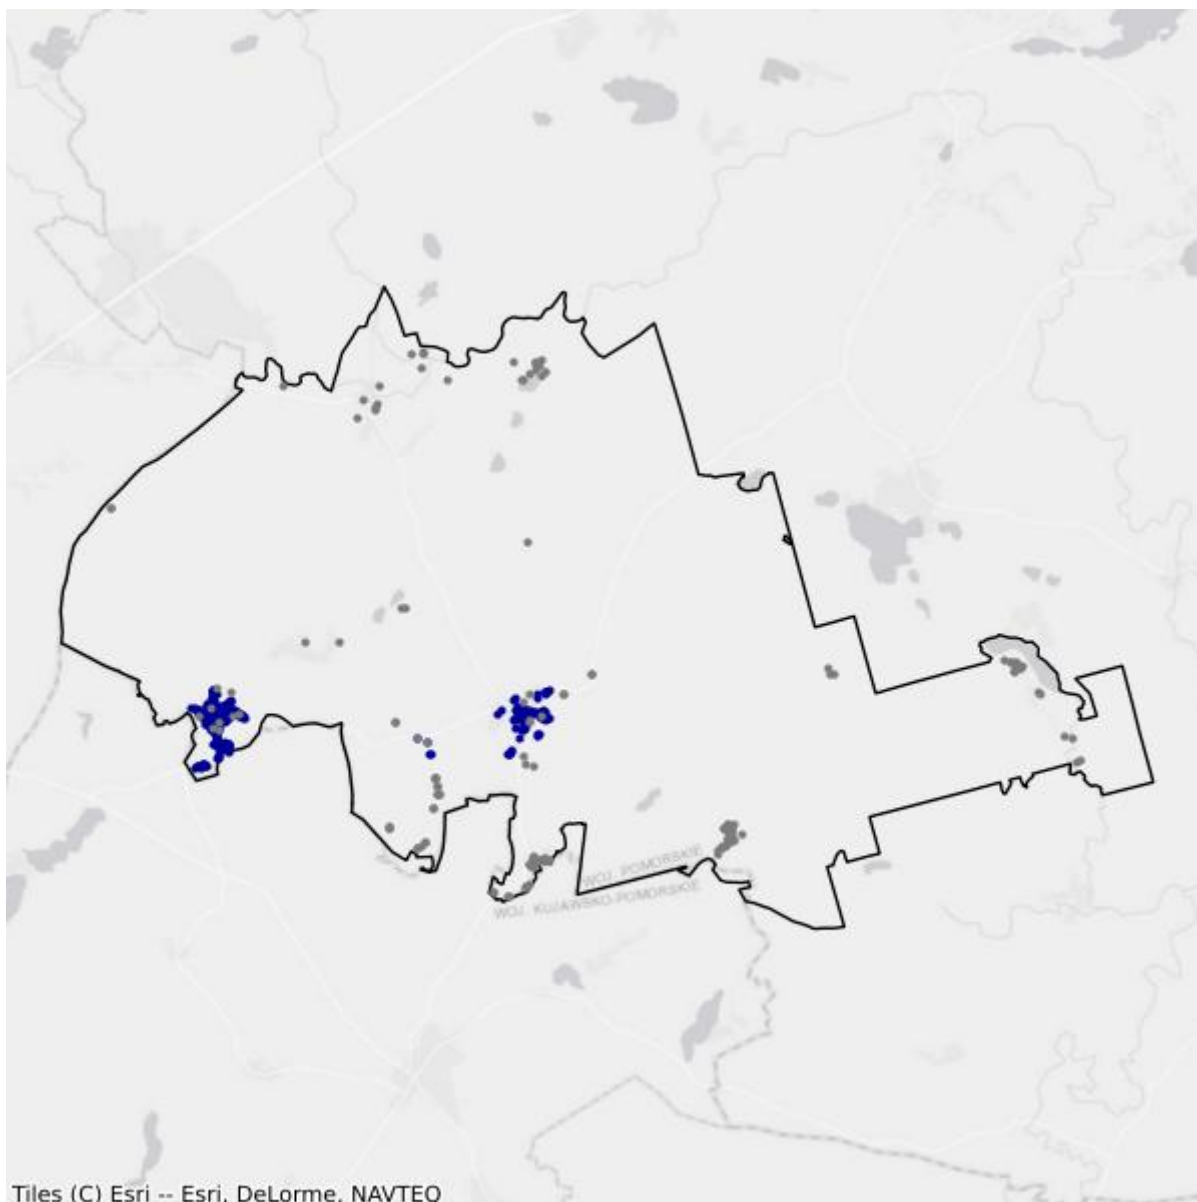 WOJ. POMORSKIE
WOJ. KUJAWSKO-POMORSKIE
Tiles (C) Esri -- Esri, DeLorme, NAVTEQ